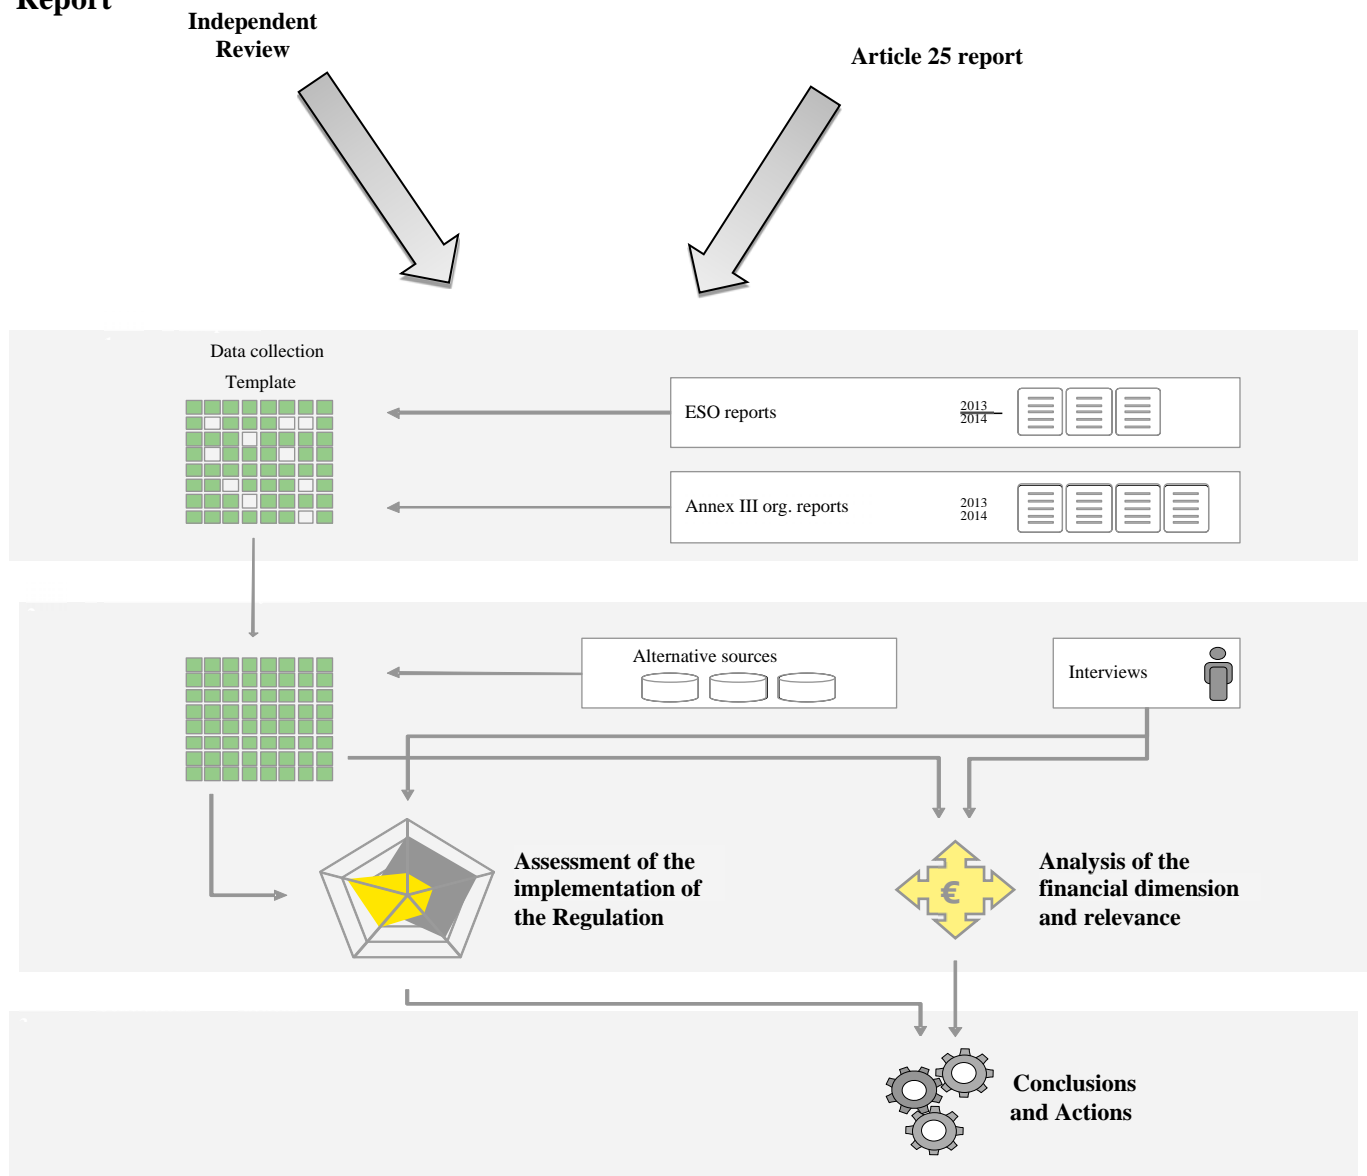 Report
Independent
Review
Article 25 report
Data collection
Template
ESO reports
2013
2014
Annex III org. reports
2013
2014
Alternative sources
Interviews
Assessment of the
implementation of
the Regulation
€
Analysis of the
financial dimension
and relevance
Conclusions
and Actions